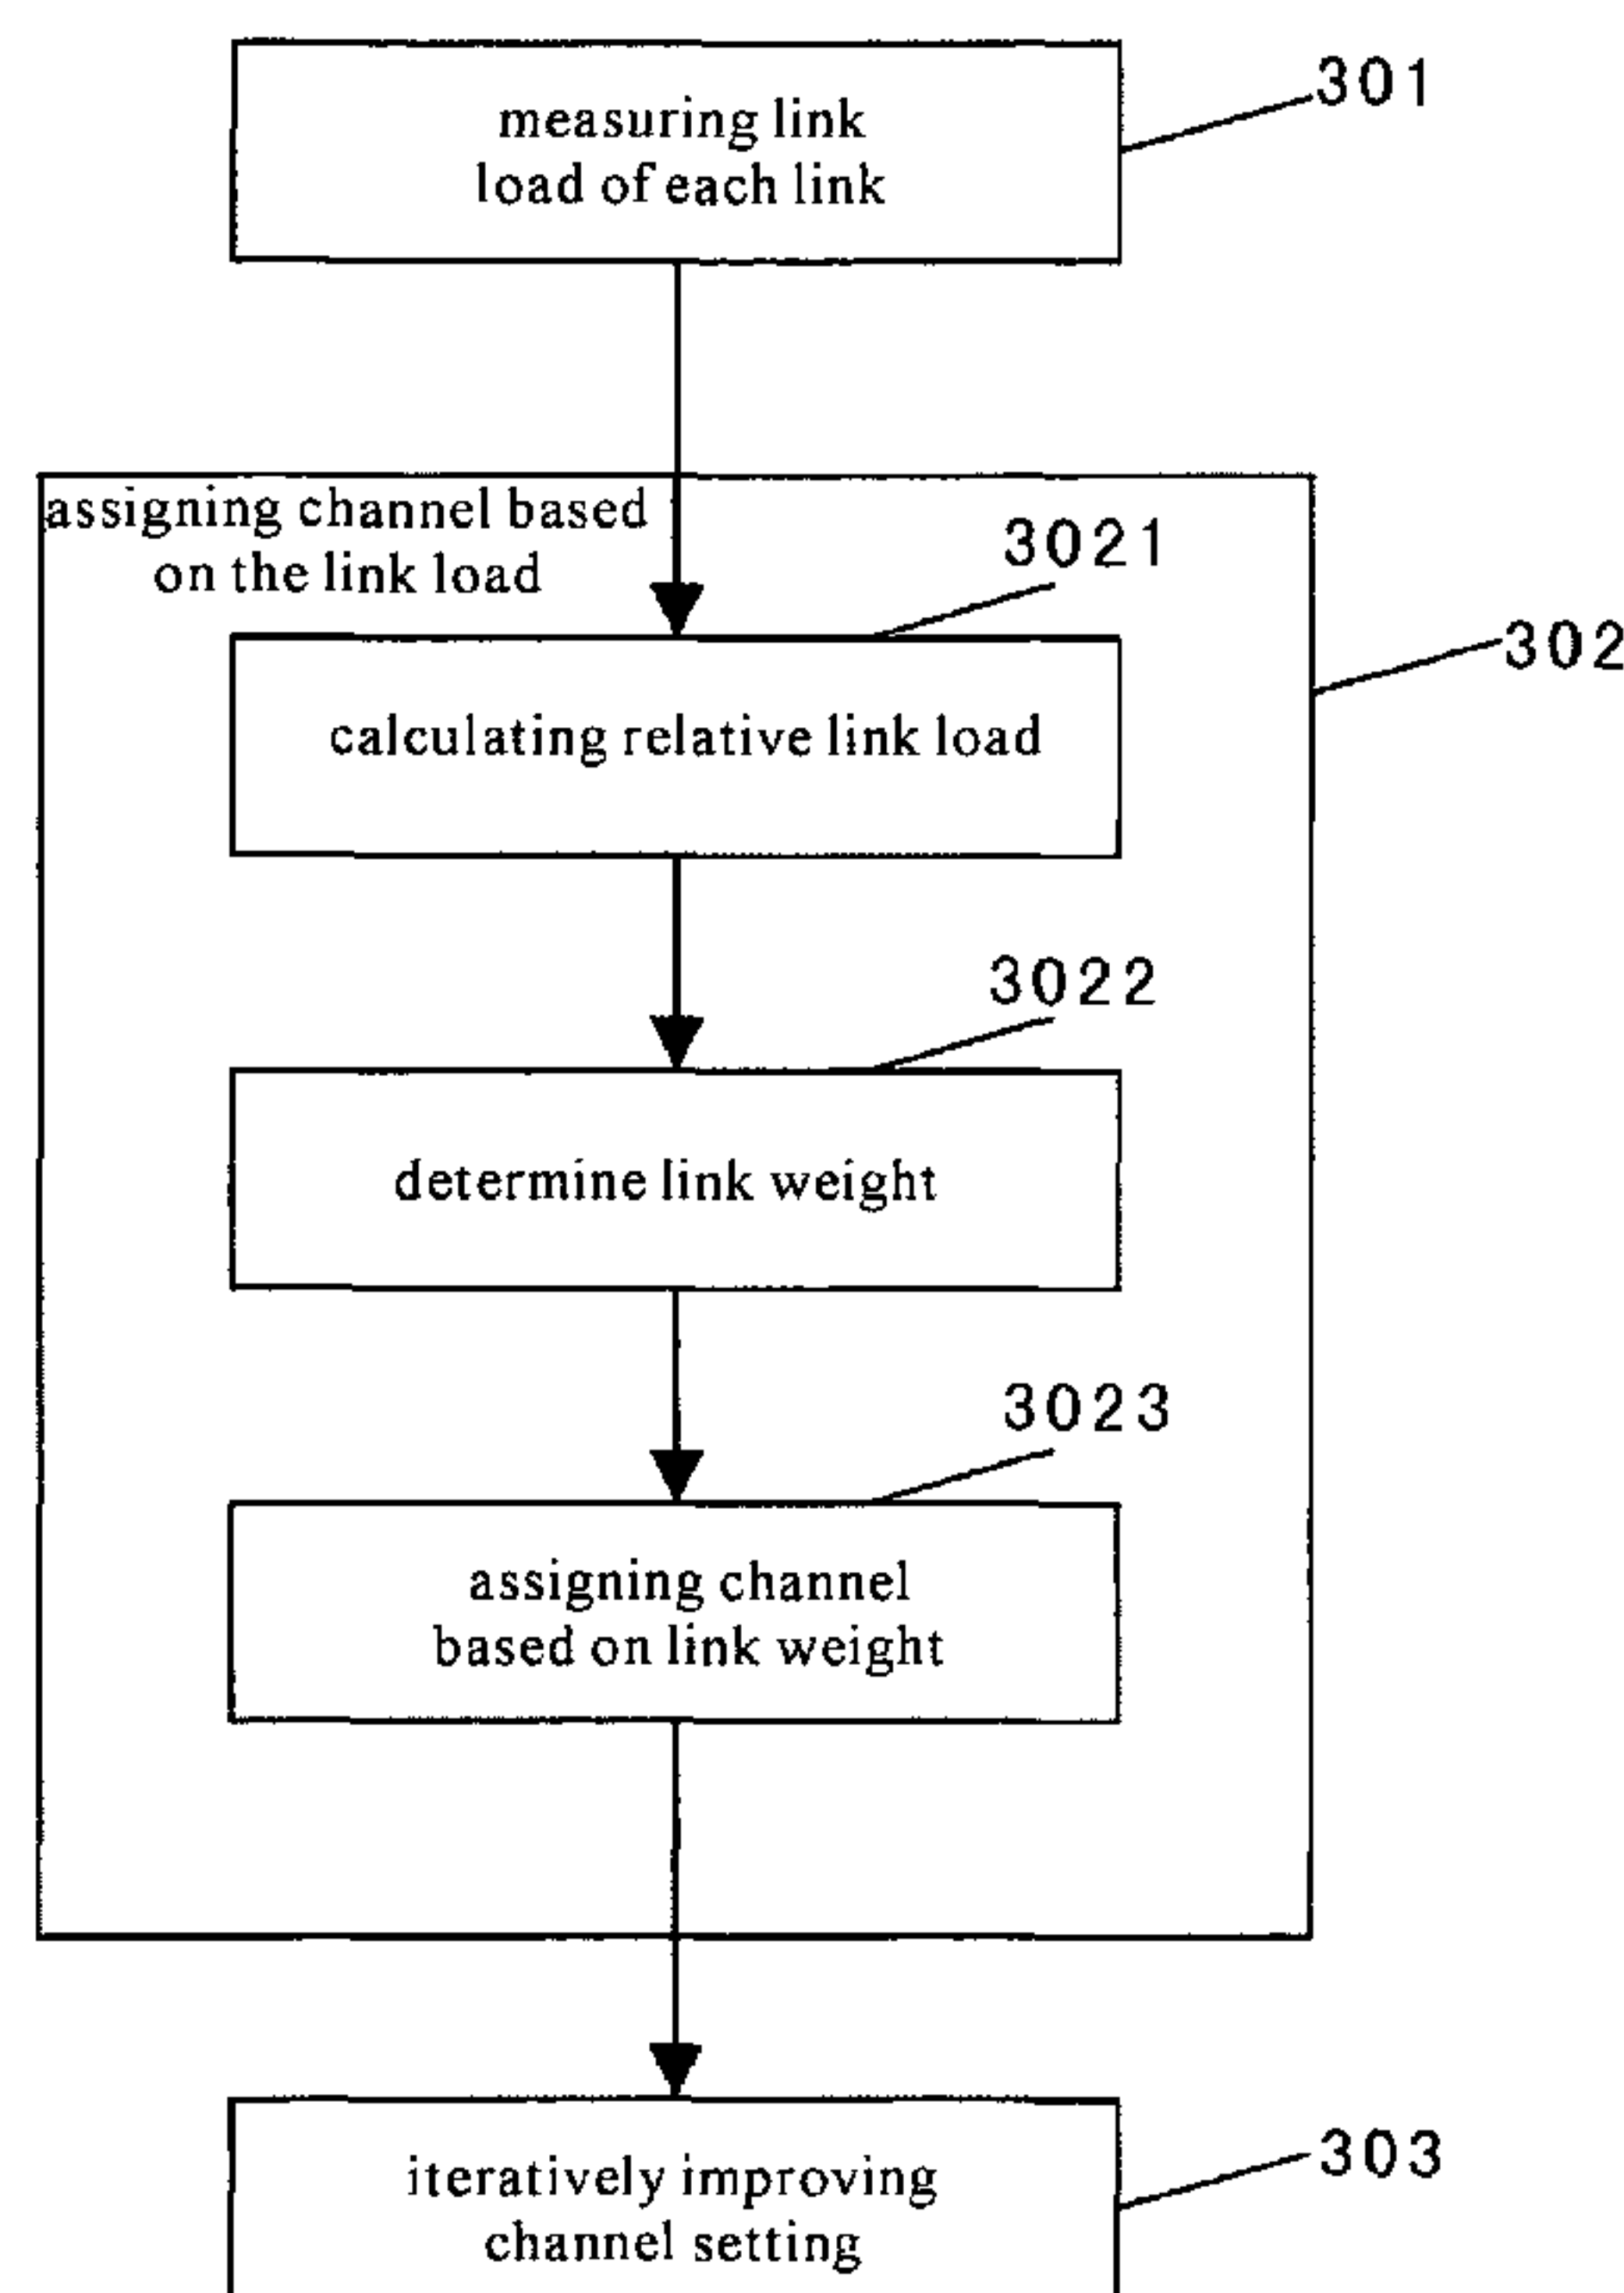 measuring link
load of each link
301
assigning channel based
on the link load
3021
302
calculating relative link load
3022
determine link weight
3023
assigning channel
based on link weight
iteratively improving
channel setting
303